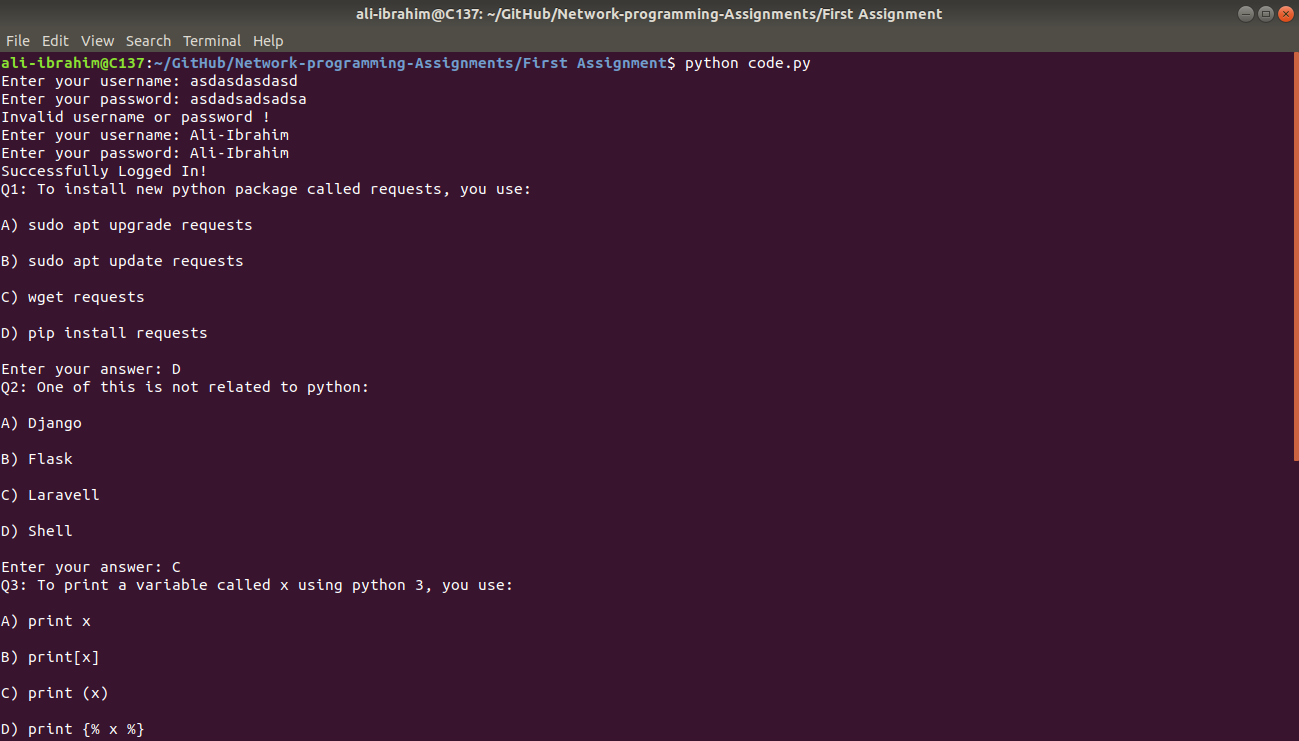 ali-ibrahim@C137: ~/GitHub/Network-programming-Assignments/First Assignment
File Edit View Search Terminal Help
ali-ibrahim@C137:~/GitHub/Network-programming-Assignments/First Assignment$ python code.py
Enter your username: asdasdasdasd
Enter your password: asdadsadsadsa
Invalid username or password !
Enter your username: Ali-Ibrahim
Enter your password: Ali-Ibrahim
Successfully Logged In!
Q1: To install new python package called requests, you use:
A) sudo apt upgrade requests
B) sudo apt update requests
C) wget requests
D) pip install requests
Enter your answer: D
Q2: One of this is not related to python:
A) Django
B) Flask
C) Laravell
D) Shell
Enter your answer: C
Q3: To print a variable called x using python 3, you use:
A) print x
B) print[x]
C) print (x)
D) print {% x %}